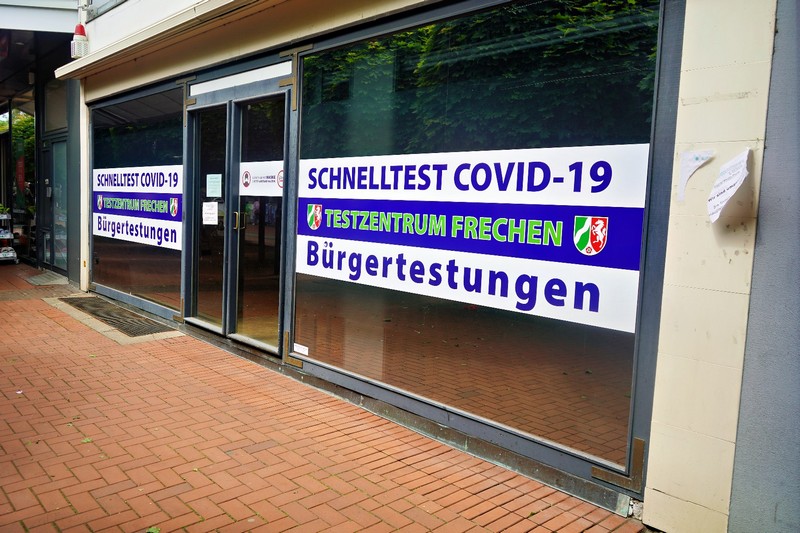 SCHNELLTEST COVID-19
TESTZENTRUM FRECHEN
Bürgertestungen
SCHNELLTEST COVID-19
TESTZENTRUM FRECHEN
Bürgertestungen